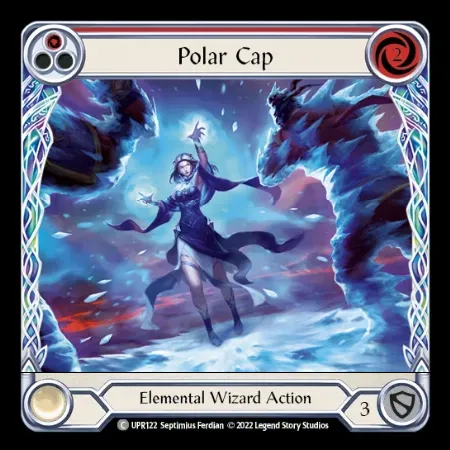 Polar Cap
2
Elemental Wizard Action
3
C UPR122 Septimius Ferdian © 2022 Legend Story Studios